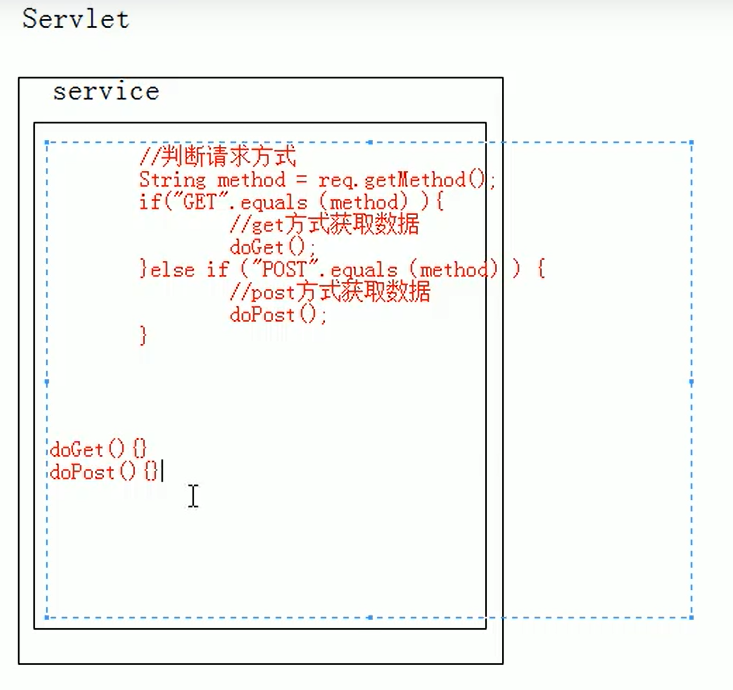 Servlet
service
//判断请求方式
String method = req.getMethod();
if("GET".equals(method) ){
//get方式获取数据
doGet();
}else if ("POST".equals(method) ) {
//post方式获取数据
doPost();
}
doGet(){}
doPost(){}